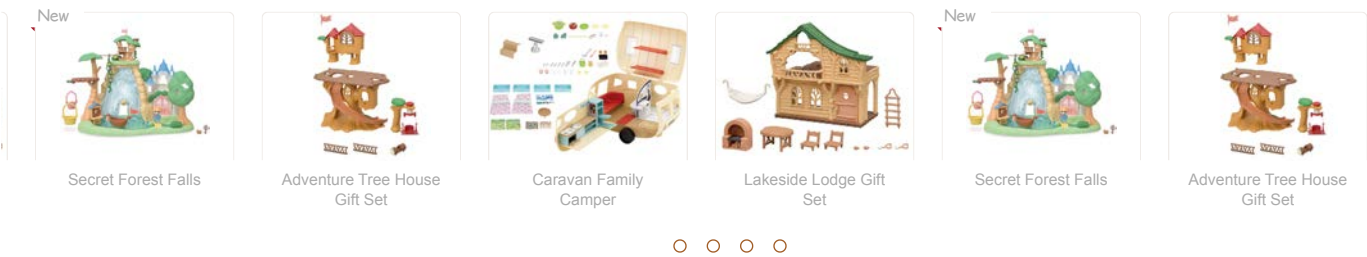 New
New
Secret Forest Falls
Adventure Tree House
Gift Set
Caravan Family
Camper
Lakeside Lodge Gift
Set
Secret Forest Falls
Adventure Tree House
Gift Set